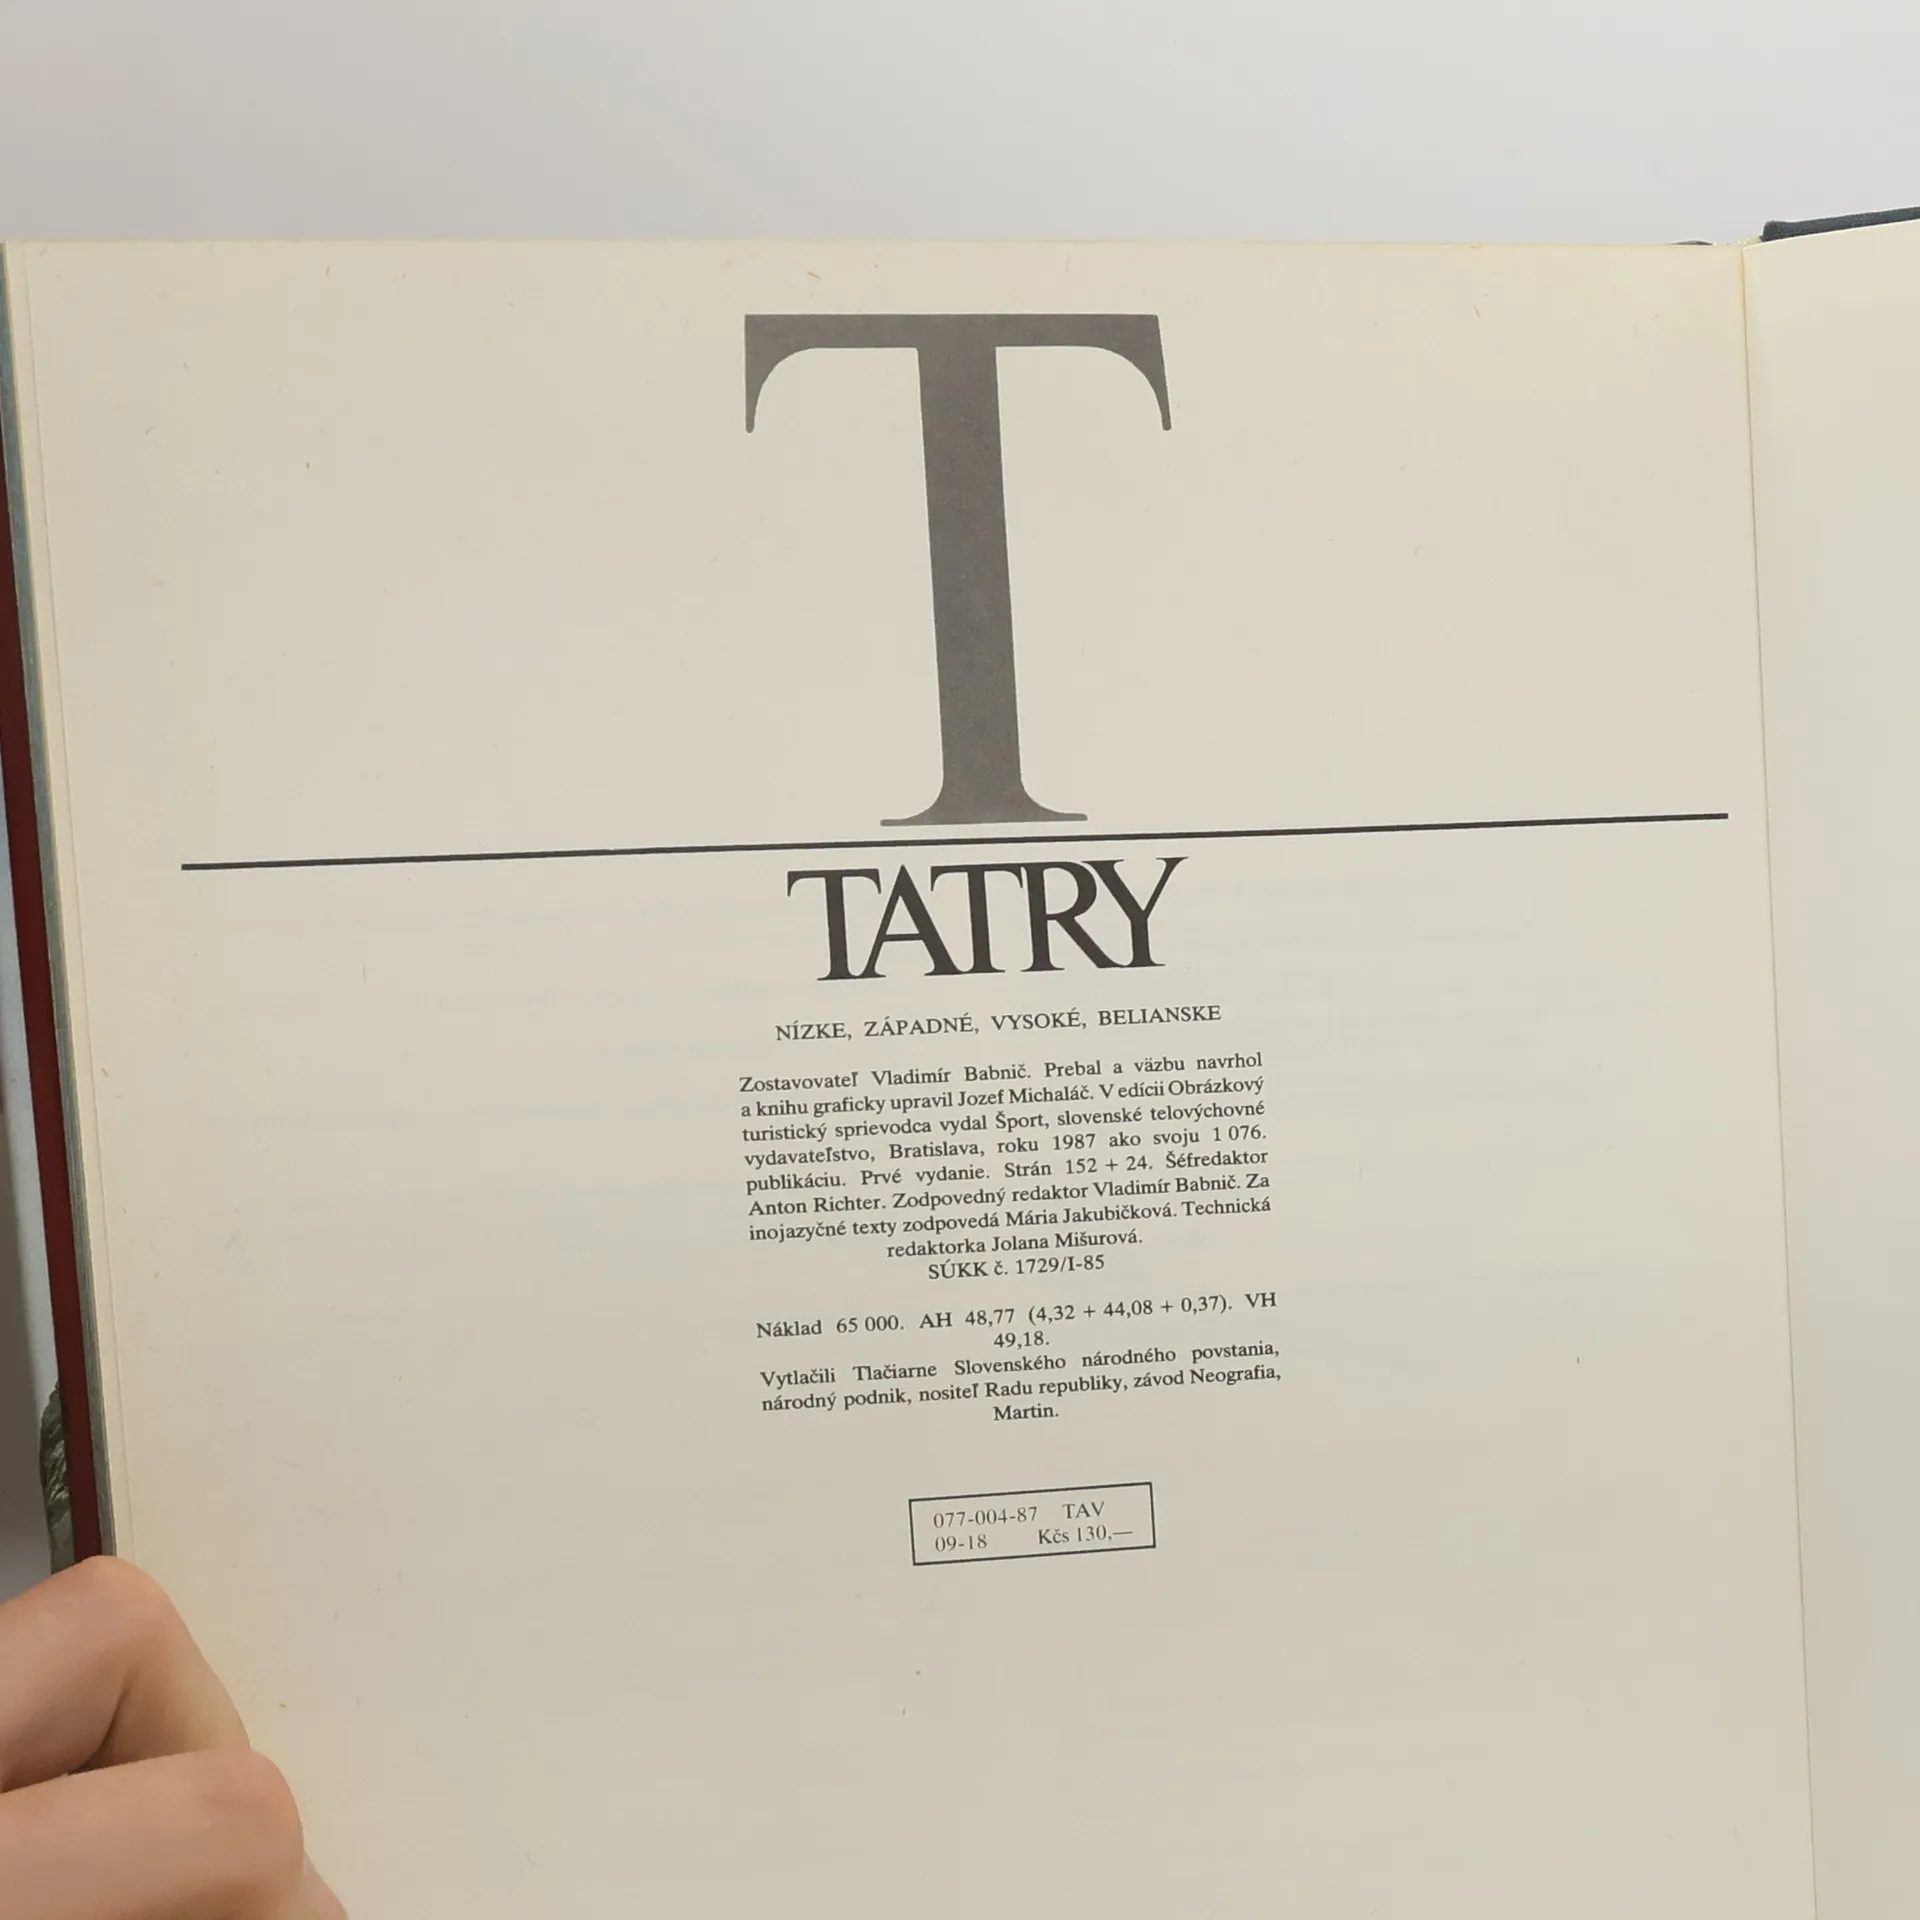 T
TATRY
NÍZKE, ZÁPADNÉ, VYSOKÉ, BELIANSKE
Zostavovateľ Vladimír Babnič. Prebal a väzbu navrhol
a knihu graficky upravil Jozef Michaláč. V edícii Obrázkový
turistický sprievodca vydal Šport, slovenské telovýchovné
vydavateľstvo, Bratislava, roku 1987 ako svoju 1 076.
publikáciu. Prvé vydanie. Strán 152 + 24. Šéfredaktor
Anton Richter. Zodpovedný redaktor Vladimír Babnič. Za
inojazyčné texty zodpovedá Mária Jakubičková. Technická
redaktorka Jolana Mišurová.
SÚKK č. 1729/I-85
Náklad 65 000. AH 48,77 (4,32 + 44,08 + 0,37). VH
49,18.
Vytlačili Tlačiarne Slovenského národného povstania,
národný podnik, nositeľ Radu republiky, závod Neografia,
Martin.
077-004-87 TAV
09-18 Kčs 130,—